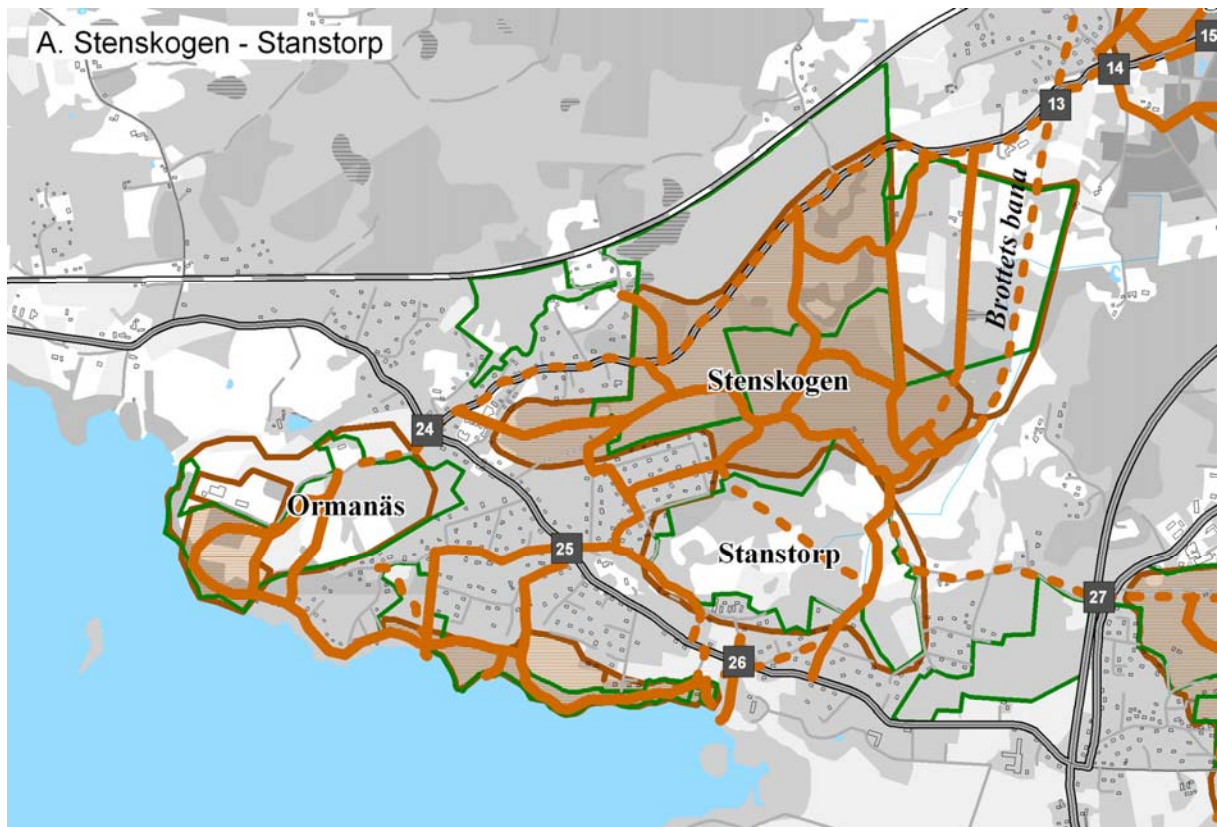 A. Stenskogen - Stanstorp
15
14
13
Brottets bana
Stenskogen
24
Ormanäs
25
Stanstorp
27
26